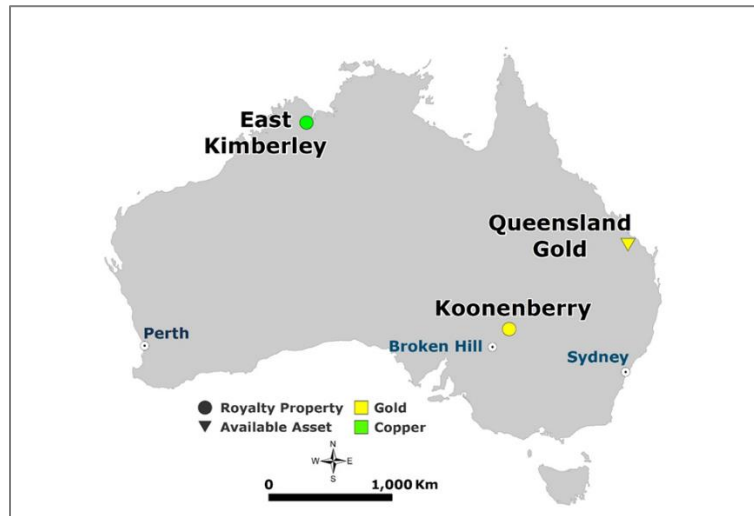 East
Kimberley
Queensland
Gold
Koonenberry
Perth
Broken Hill
Sydney
Royalty Property
Gold
Available Asset
Copper
N
W E
S
0 1,000 Km